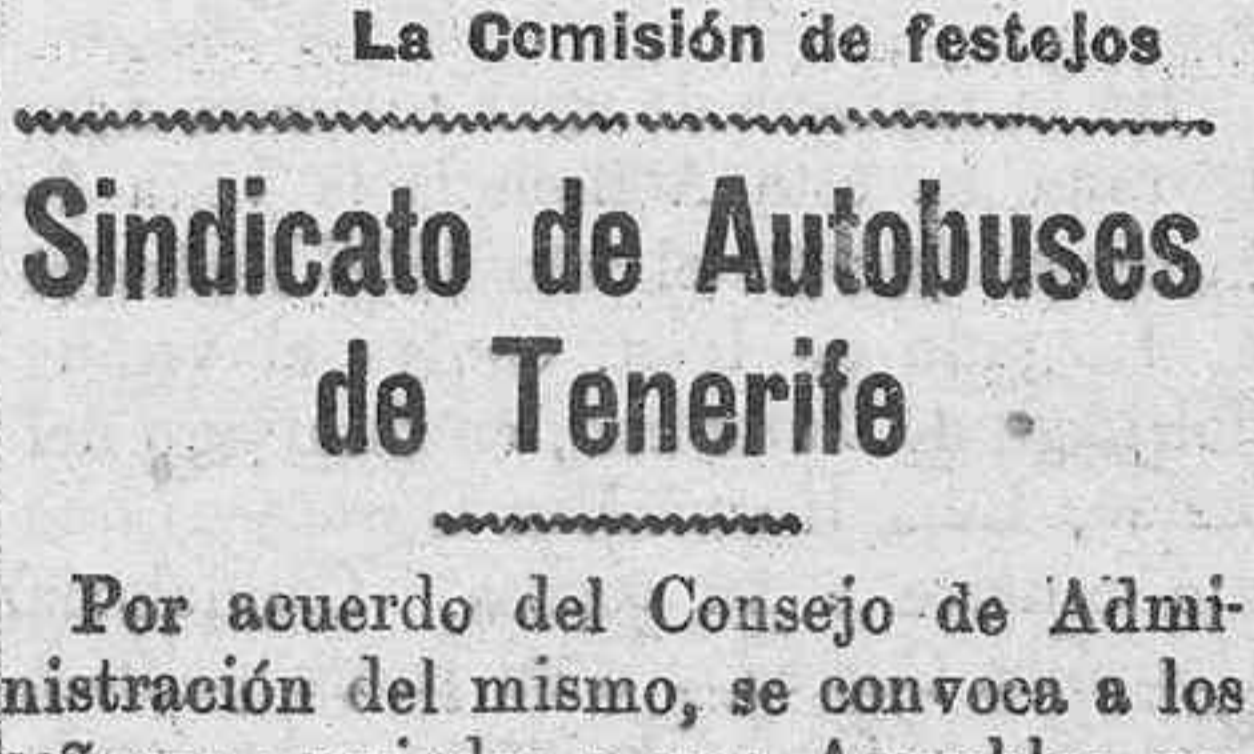 La Comisión de festejos
Sindicato de Autobuses
de Tenerife
Por acuerdo del Consejo de Admi-
nistración del mismo, se convoca a los